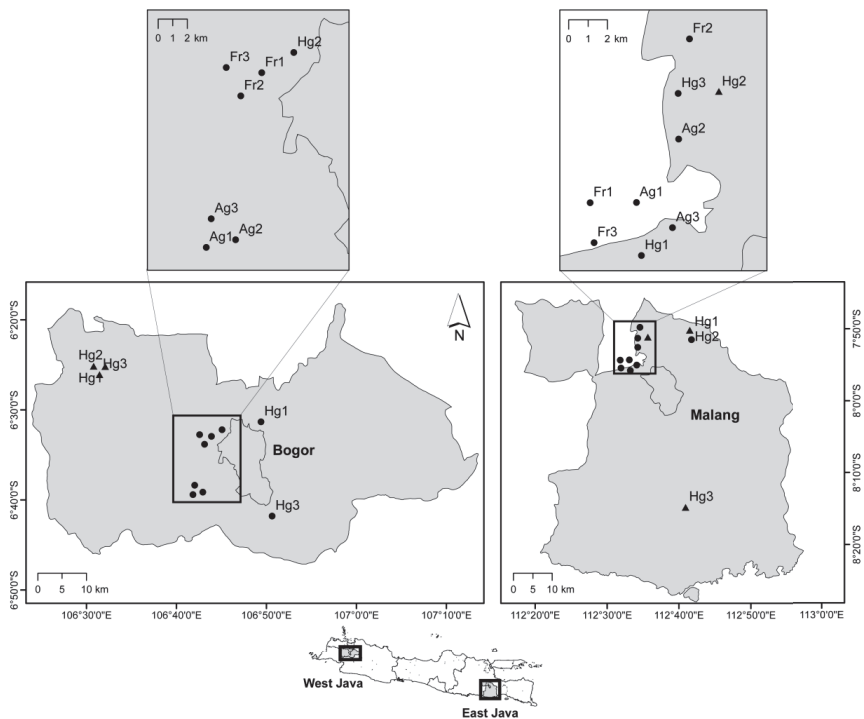 0 1 2 km
Hg2
Fr3
Fr1
Fr2
Ag3
Ag1
Ag2
0 1 2 km
Fr2
Hg3
Hg2
Ag2
Fr1
Ag1
Ag3
Fr3
Hg1
6°20'0"S
6°30'0"S
6°40'0"S
6°50'0"S
N
Hg2
Hg3
Hg1
Hg1
Bogor
Hg3
0 5 10 km
106°30'0"E 106°40'0"E 106°50'0"E 107°0'0"E 107°10'0"E
Hg1
Hg2
Malang
Hg3
0 5 10 km
7°50'0"S
8°0'0"S
8°10'0"S
8°20'0"S
112°20'0"E 112°30'0"E 112°40'0"E 112°50'0"E 113°0'0"E
West Java
East Java